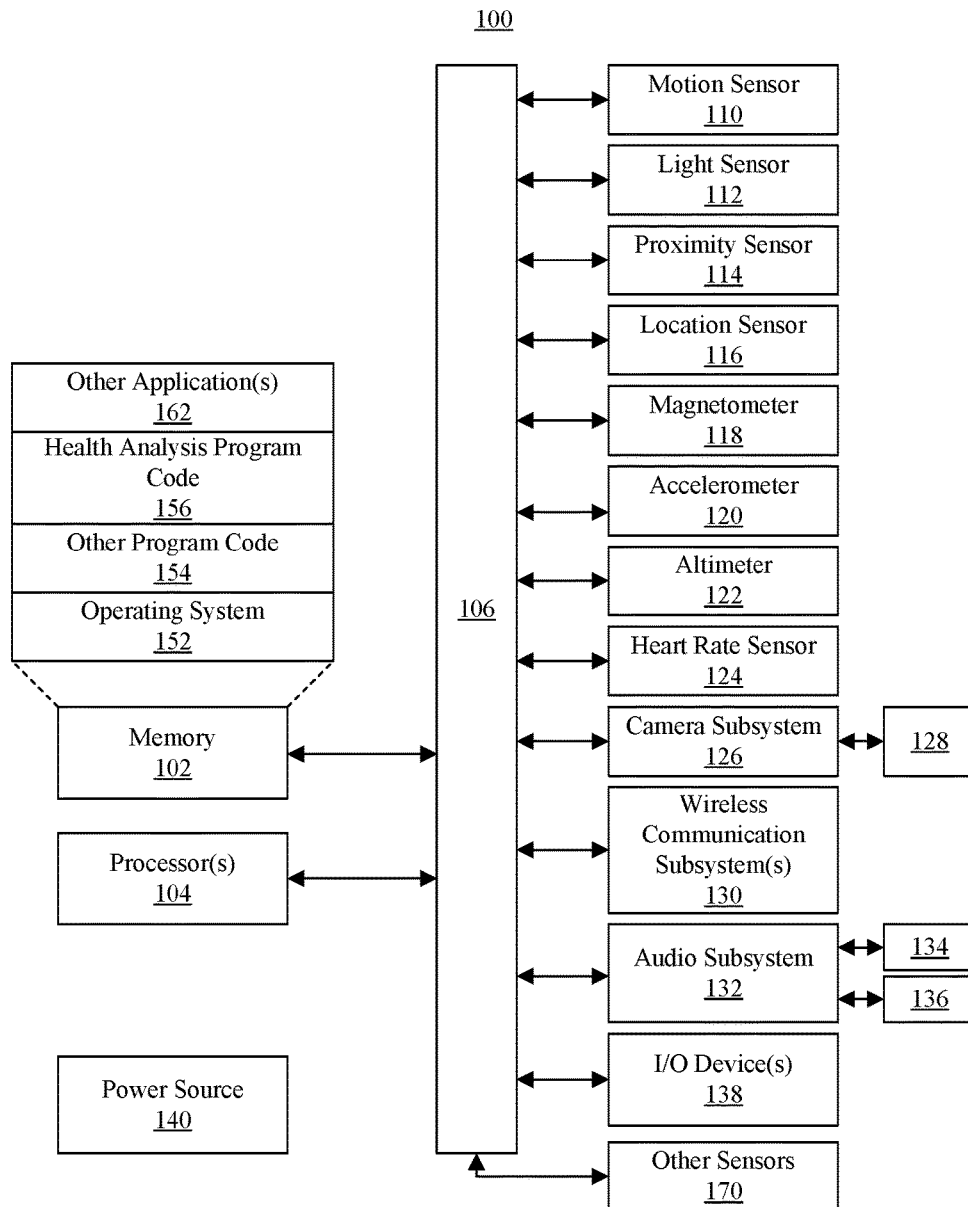 100
Motion Sensor
110
Light Sensor
112
Proximity Sensor
114
Location Sensor
116
Other Application(s)
162
Magnetometer
118
Health Analysis Program
Code
156
Accelerometer
120
Other Program Code
154
Altimeter
122
Operating System
152
106
Heart Rate Sensor
124
Memory
102
Camera Subsystem
126
128
Wireless
Communication
Subsystem(s)
130
Processor(s)
104
Audio Subsystem
132
134
136
I/O Device(s)
138
Power Source
140
Other Sensors
170